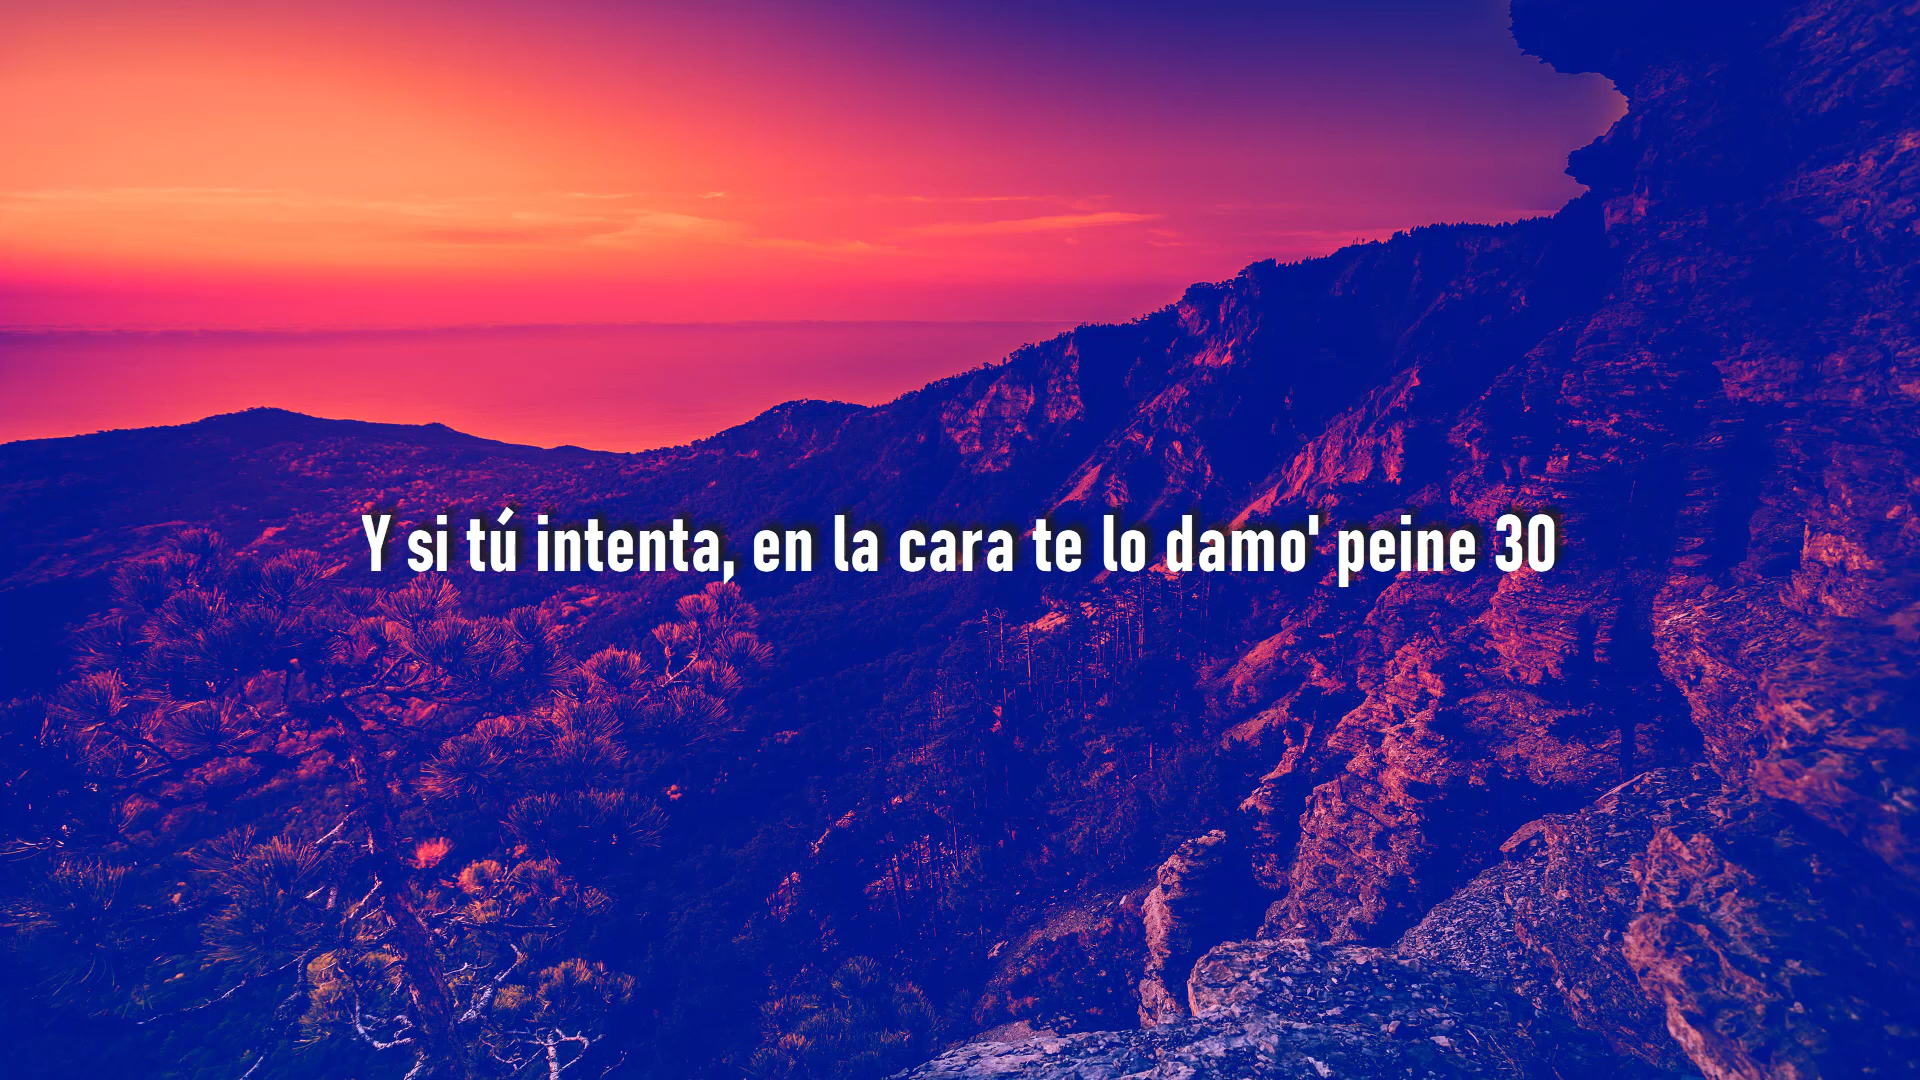 Y si tú intenta, en la cara te lo damo' peine 30